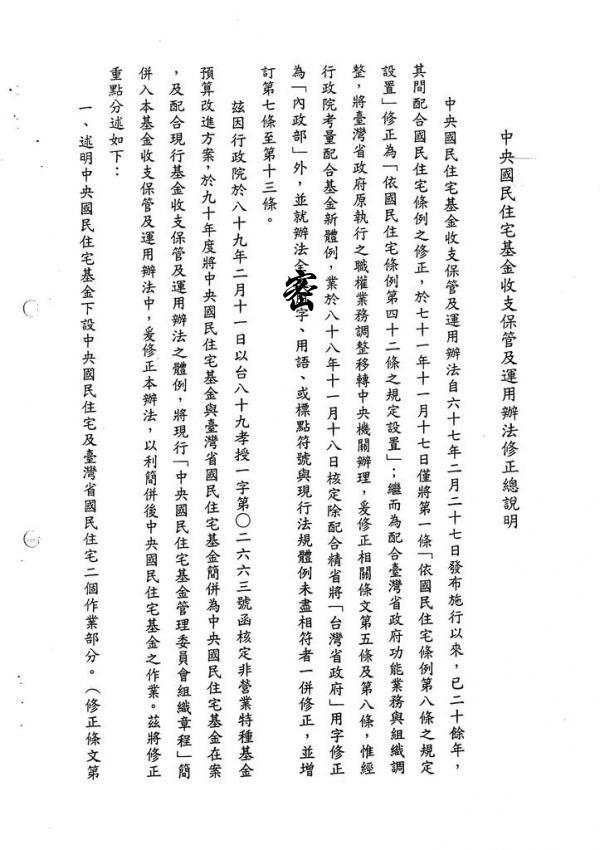 中央國民住宅基金收支保管及運用辦法修正總說明
中央國民住宅基金收支保管及運用辦法自六十七年二月二十七日發布施行以來，已二十餘年，
其間配合國民住宅條例之修正，於七十一年十一月十七日僅將第一條「依國民住宅條例第八條之規定
設置」修正為「依國民住宅條例第四十二條之規定設置」；繼而為配合臺灣省政府功能業務與組織調
整，將臺灣省政府原執行之職權業務調整移轉中央機關辦理，爰修正相關條文第五條及第八條，惟經
行政院考量配合基金新體例，業於八十八年十一月十八日核定除配合精省將「台灣省政府」用字修正
為「內政部」外，並就辦法全 字、用語、或標點符號與現行法規體例未盡相符者一併修正，並增
訂第七條至第十三條。
茲因行政院於八十九年二月十一日以台八十九孝授一字第〇二六六三號函核定非營業特種基金
預算改進方案，於九十年度將中央國民住宅基金與臺灣省國民住宅基金簡併為中央國民住宅基金在案
，及配合現行基金收支保管及運用辦法之體例，將現行「中央國民住宅基金管理委員會組織章程」簡
併入本基金收支保管及運用辦法中，爰修正本辦法，以利簡併後中央國民住宅基金之作業。茲將修正
重點分述如下：
一、述明中央國民住宅基金下設中央國民住宅及臺灣省國民住宅二個作業部分。（修正條文第
密